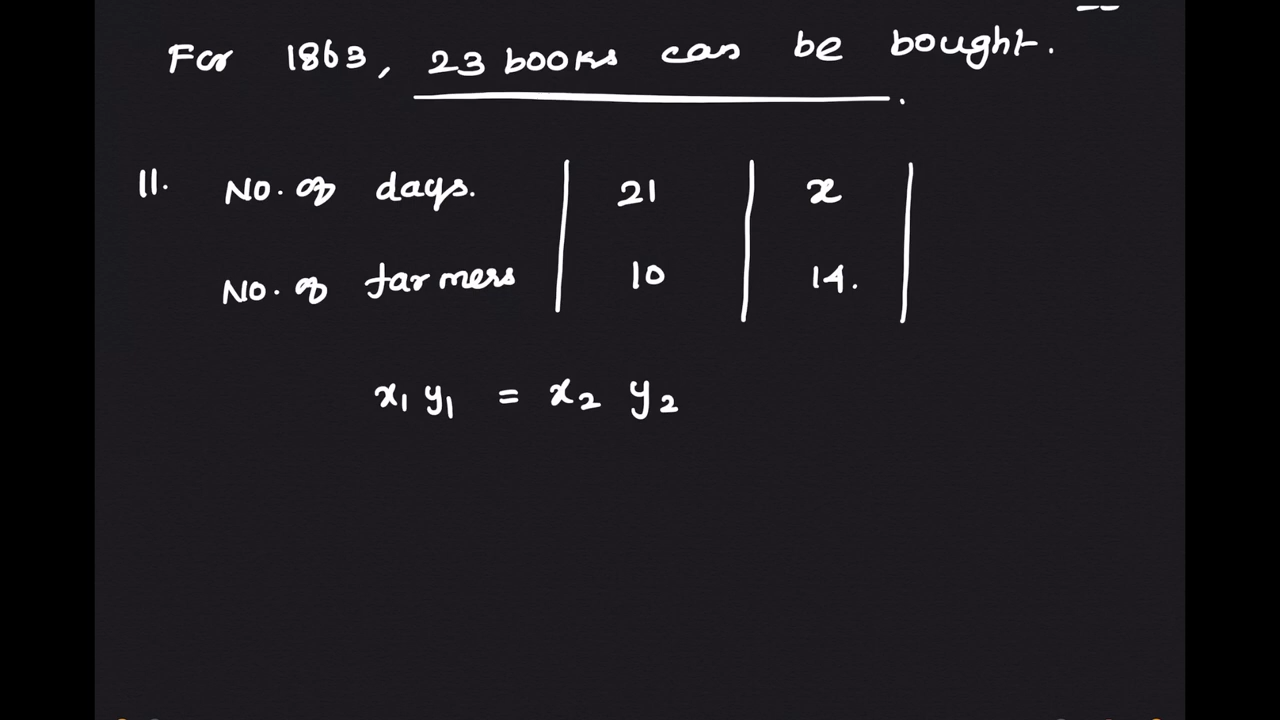 For 1863, 23 books can be bought.
11. No. of days. 21 x
No. of farmers 10 14.
x₁ y₁ = x₂ y₂